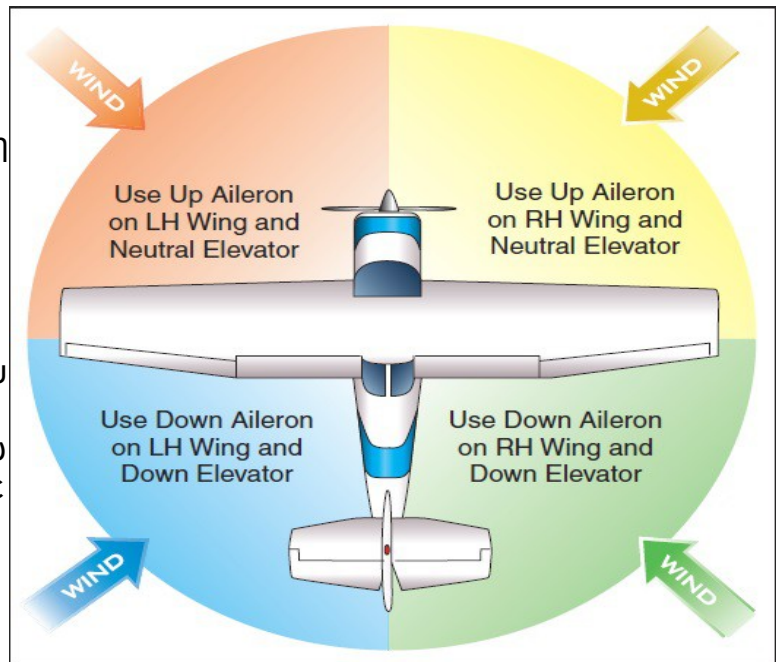 WIND
WIND
Use Up Aileron
on LH Wing and
Neutral Elevator
Use Up Aileron
on RH Wing and
Neutral Elevator
Use Down Aileron
on LH Wing and
Down Elevator
Use Down Aileron
on RH Wing and
Down Elevator
WIND
WIND